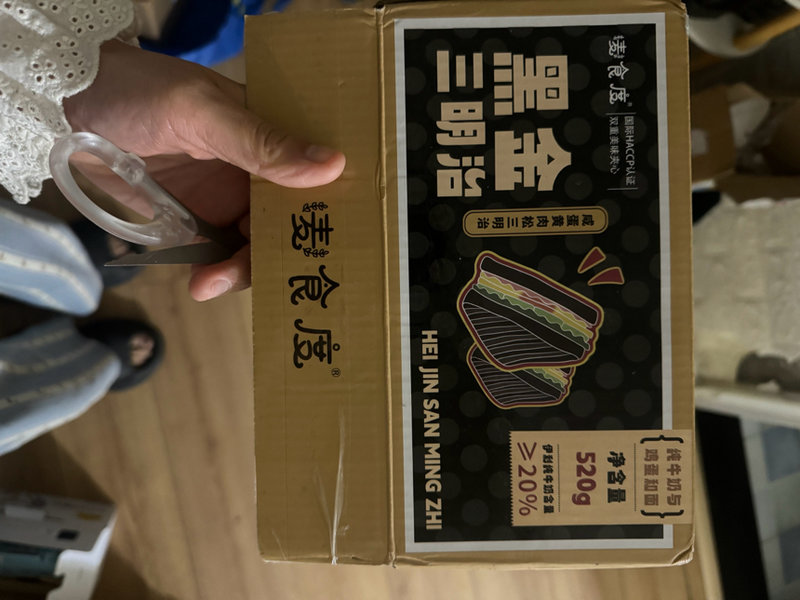 麦食度®
国际HACCP认证
双重美味夹心
黑金
三明治
咸蛋黄肉松三明治
HEI JIN SAN MING ZHI
纯牛奶与
鸡蛋和面
净含量
520g
伊利纯牛奶含量
≥20%
麦食度®